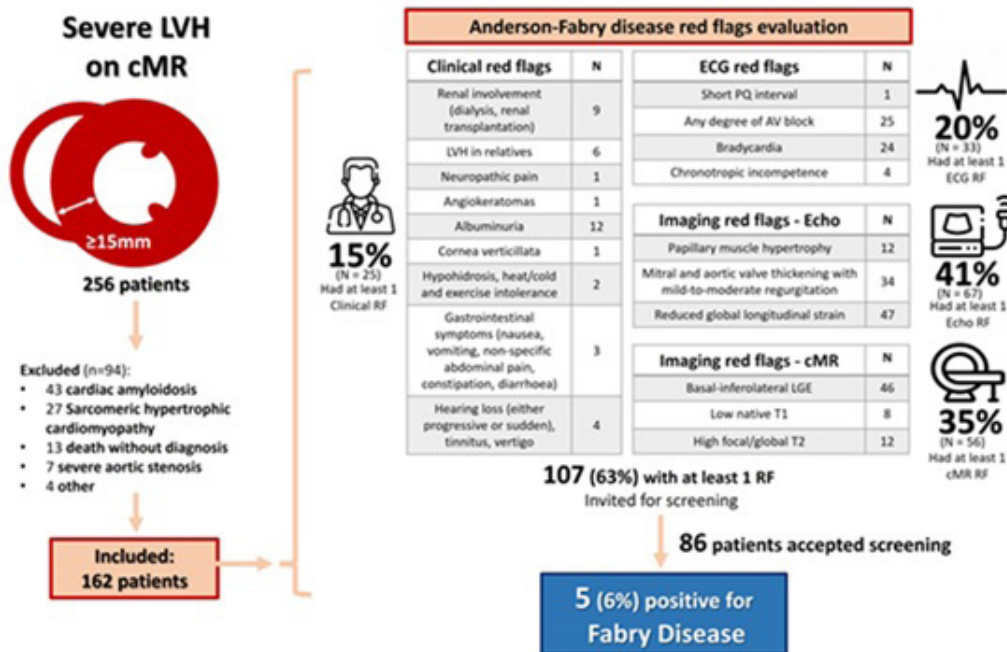 Severe LVH
on cMR
≥15mm
256 patients
Excluded (n=94):
• 43 cardiac amyloidosis
• 27 Sarcomeric hypertrophic
cardiomyopathy
• 13 death without diagnosis
• 7 severe aortic stenosis
• 4 other
Included:
162 patients
Anderson-Fabry disease red flags evaluation
15%
(N = 25)
Had at least 1
Clinical RF
Clinical red flags N
Renal involvement
(dialysis, renal
transplantation) 9
LVH in relatives 6
Neuropathic pain 1
Angiokeratomas 1
Albuminuria 12
Cornea verticillata 1
Hypohidrosis, heat/cold
and exercise intolerance 2
Gastrointestinal
symptoms (nausea,
vomiting, non-specific
abdominal pain,
constipation, diarrhoea) 3
Hearing loss (either
progressive or sudden),
tinnitus, vertigo 4
ECG red flags N
Short PQ interval 1
Any degree of AV block 25
Bradycardia 24
Chronotropic incompetence 4
20%
(N = 33)
Had at least 1
ECG RF
Imaging red flags - Echo N
Papillary muscle hypertrophy 12
Mitral and aortic valve thickening with
mild-to-moderate regurgitation 34
Reduced global longitudinal strain 47
41%
(N = 67)
Had at least 1
Echo RF
Imaging red flags - cMR N
Basal-inferolateral LGE 46
Low native T1 8
High focal/global T2 12
35%
(N = 56)
Had at least 1
cMR RF
107 (63%) with at least 1 RF
Invited for screening
86 patients accepted screening
5 (6%) positive for
Fabry Disease